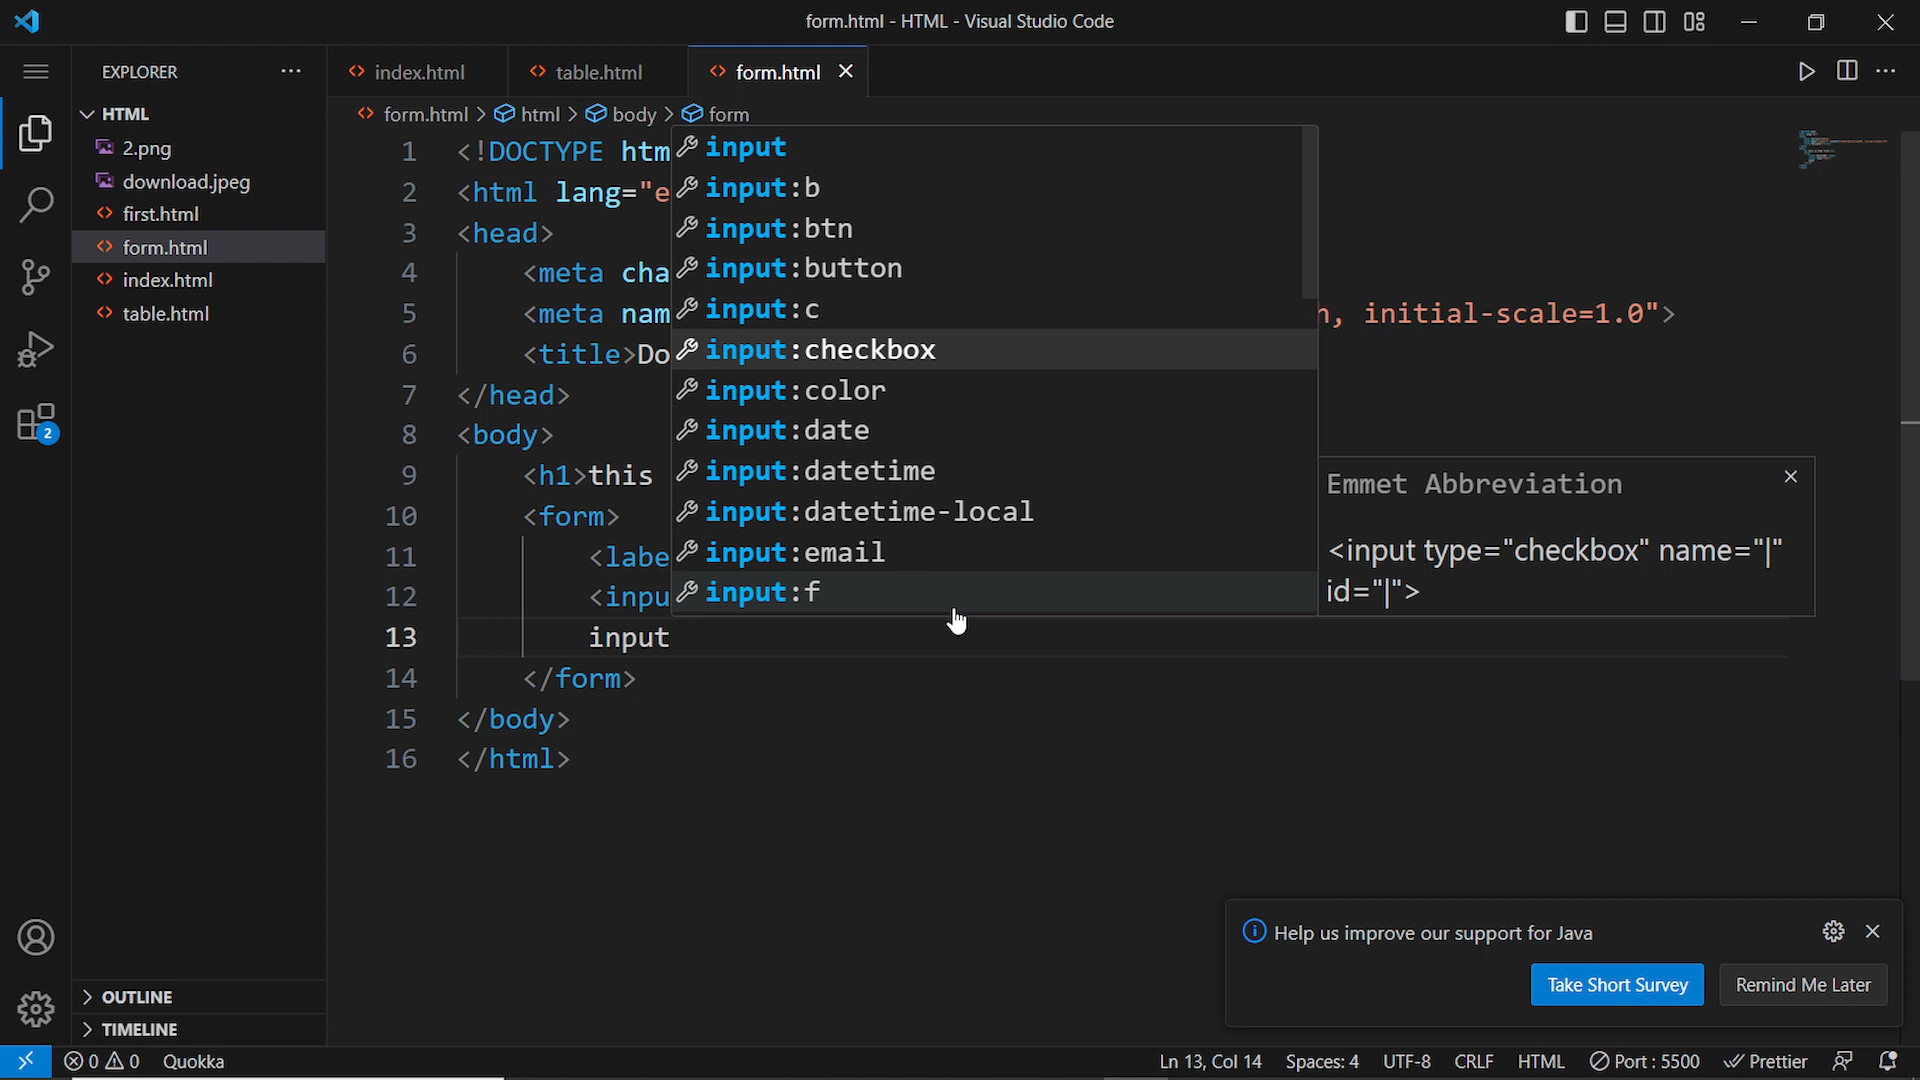 form.html - HTML - Visual Studio Code
EXPLORER
index.html
table.html
form.html
HTML
form.html > html > body > form
2.png
download.jpeg
first.html
form.html
index.html
table.html
1 <!DOCTYPE htm
2 <html lang="e
3 <head>
4 <meta cha
5 <meta nam n, initial-scale=1.0">
6 <title>Do
7 </head>
8 <body>
9 <h1>this
10 <form>
11 <labe
12 <inpu
13 input
14 </form>
15 </body>
16 </html>
input
input:b
input:btn
input:button
input:c
input:checkbox
input:color
input:date
input:datetime
input:datetime-local
input:email
input:f
Emmet Abbreviation
<input type="checkbox" name="|"
id="|">
2
Help us improve our support for Java
Take Short Survey
Remind Me Later
OUTLINE
TIMELINE
0 0 Quokka Ln 13, Col 14 Spaces: 4 UTF-8 CRLF HTML Port : 5500 Prettier